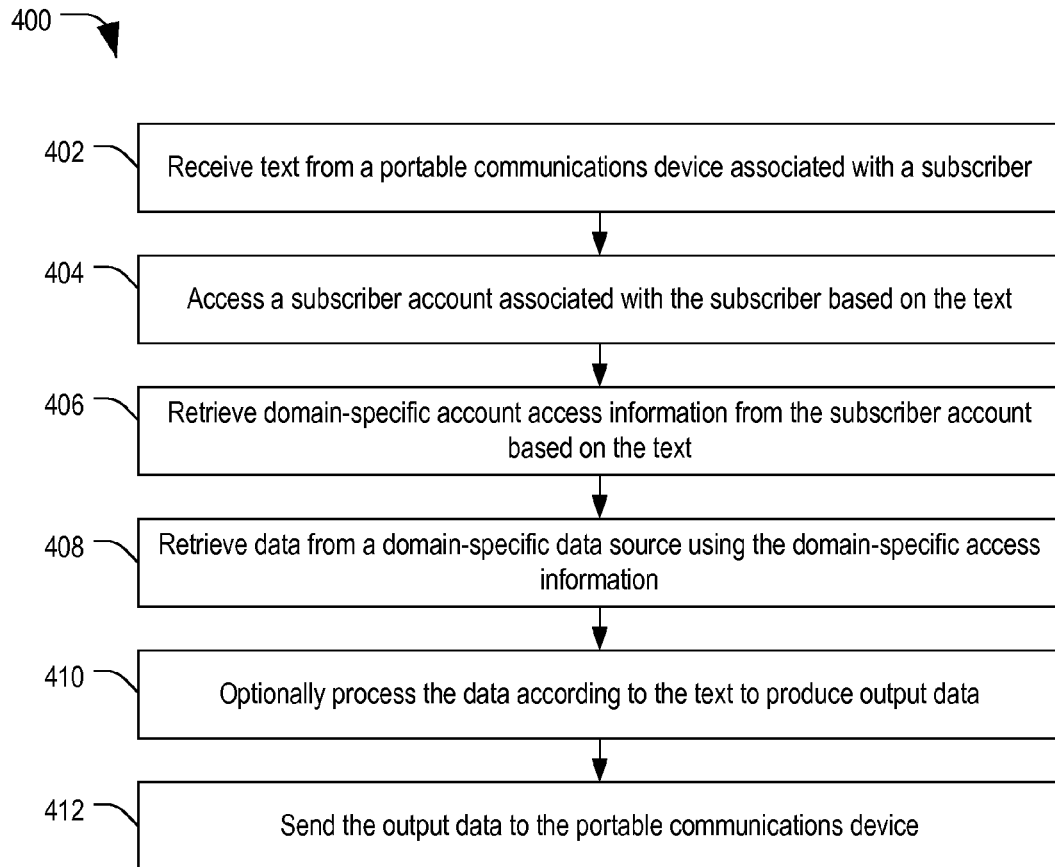 400
402
Receive text from a portable communications device associated with a subscriber
404
Access a subscriber account associated with the subscriber based on the text
406
Retrieve domain-specific account access information from the subscriber account
based on the text
408
Retrieve data from a domain-specific data source using the domain-specific access
information
410
Optionally process the data according to the text to produce output data
412
Send the output data to the portable communications device